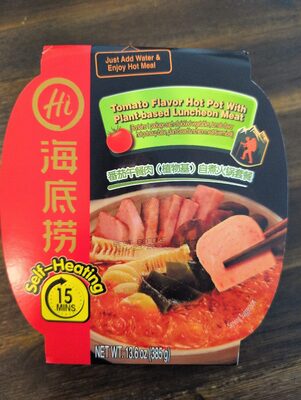 Just Add Water &
Enjoy Hot Meal
Hi
海底捞
Tomato Flavor Hot Pot With
Plant-Based Luncheon Meat
番茄午餐肉（植物基）自煮火锅套餐
Self-Heating
15
MINS
NET WT: 13.6 oz (385g)